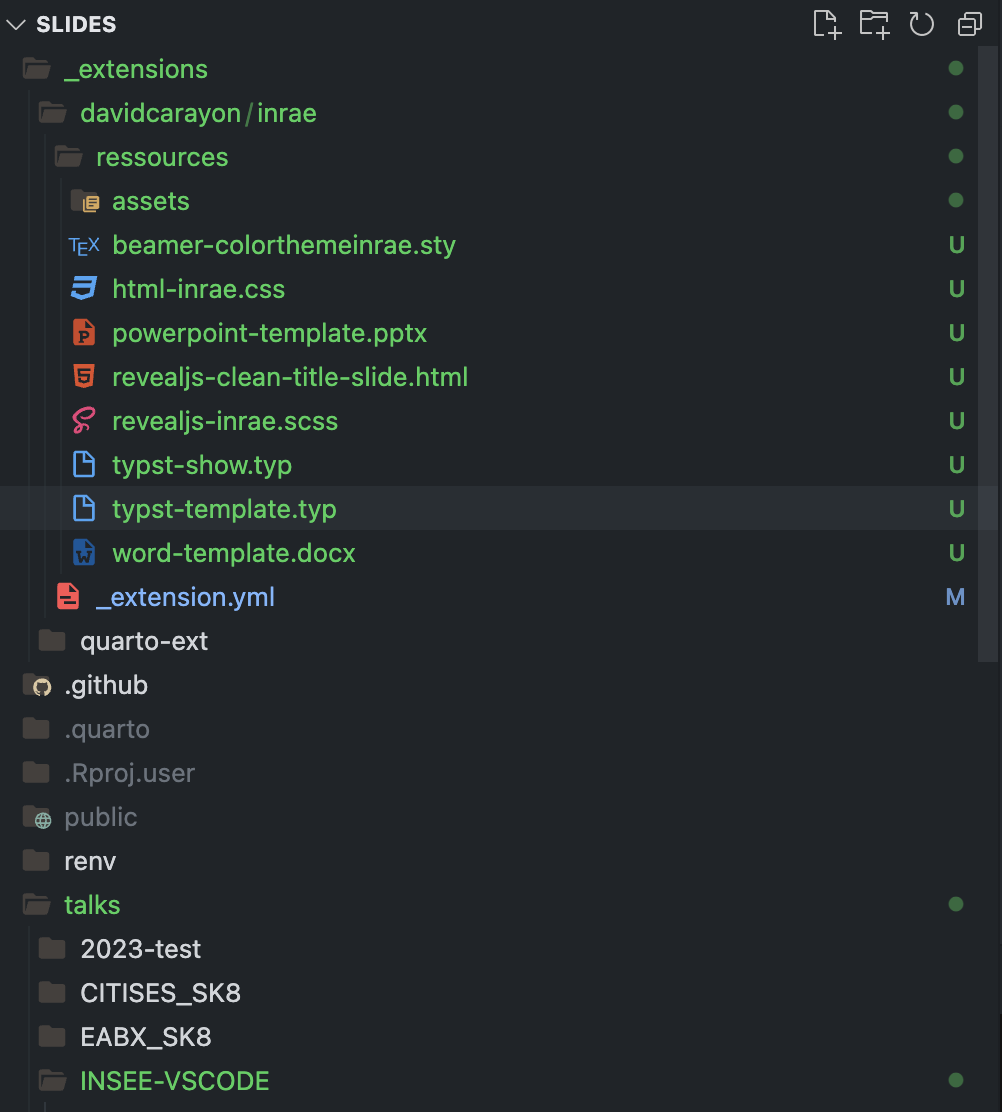 SLIDES
_extensions
davidcarayon/inrae
ressources
assets
TEX beamer-colorthemeinrae.sty U
html-inrae.css U
P powerpoint-template.pptx U
revealjs-clean-title-slide.html U
revealjs-inrae.scss U
typst-show.typ U
typst-template.typ U
W word-template.docx U
_extension.yml M
quarto-ext
.github
.quarto
.Rproj.user
public
renv
talks
2023-test
CITISES_SK8
EABX_SK8
INSEE-VSCODE